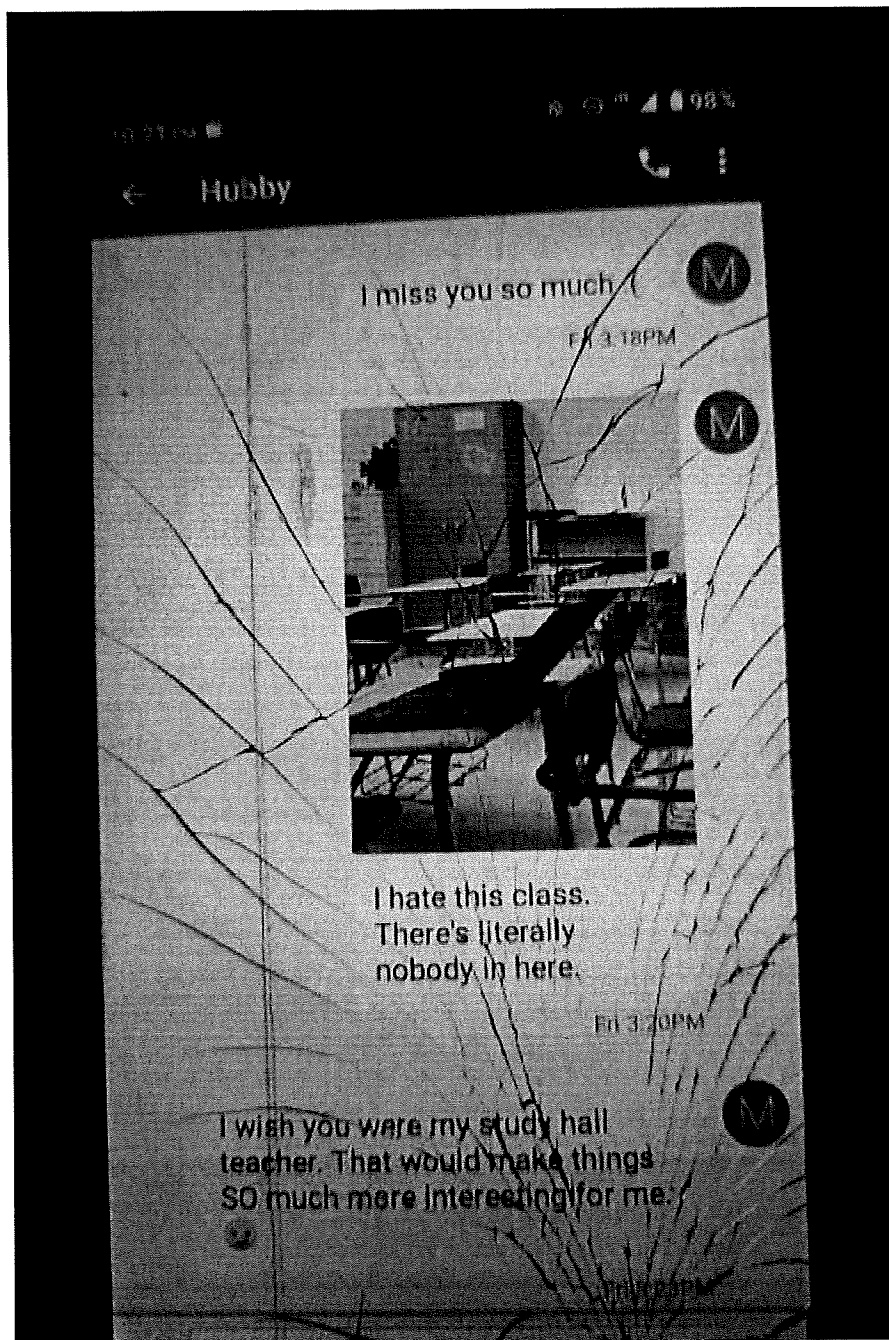 98%
Hubby
I miss you so much
M
Fri 3:18PM
M
I hate this class.
There's literally
nobody in here.
Fri 3:20PM
M
I wish you were my study hall
teacher. That would make things
SO much more interesting for me.